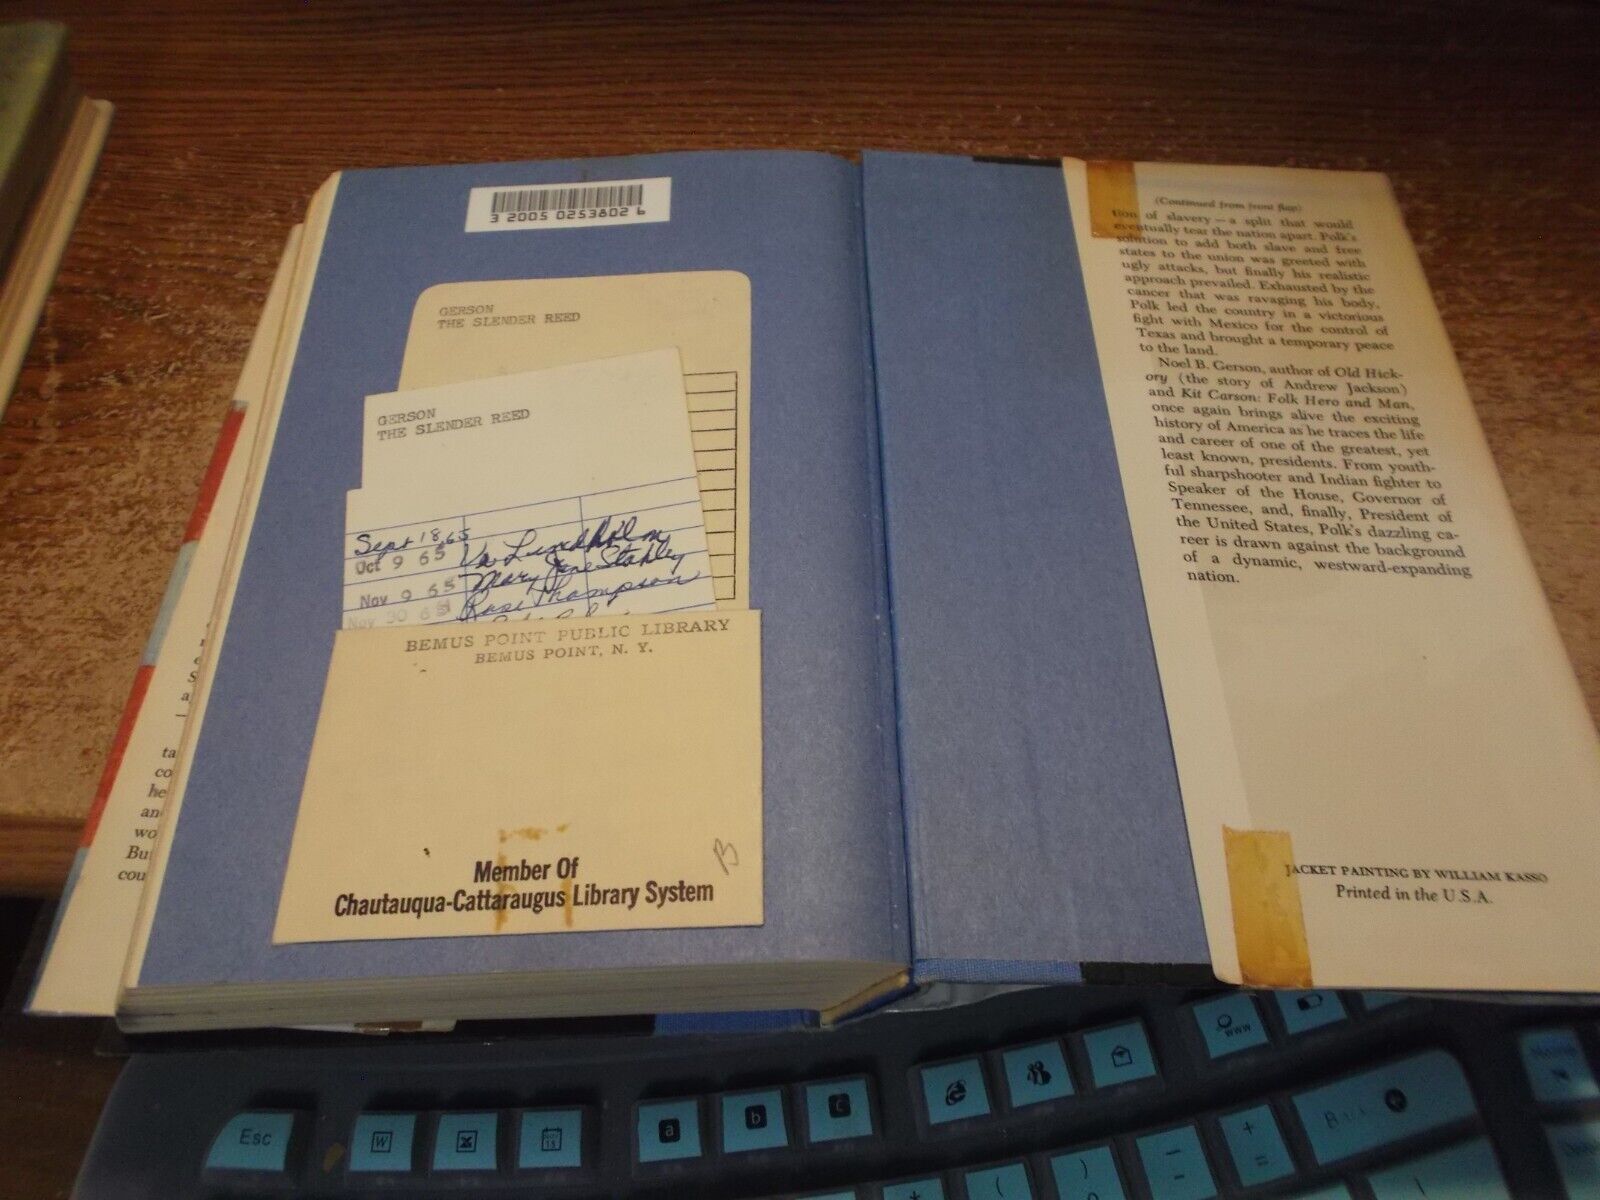 3 2005 0253802 6
GERSON
THE SLENDER REED
GERSON
THE SLENDER REED
Sept 18 65
Oct 9 65 Va Lindholm
Mary Jane Stahley
Nov 9 65 Rose Thompson
Nov 30 65
BEMUS POINT PUBLIC LIBRARY
BEMUS POINT, N. Y.
B
Member Of
Chautauqua-Cattaraugus Library System
(Continued from front flap)
tion of slavery—a split that would
eventually tear the nation apart. Polk's
solution to add both slave and free
states to the union was greeted with
ugly attacks, but finally his realistic
approach prevailed. Exhausted by the
cancer that was ravaging his body,
Polk led the country in a victorious
fight with Mexico for the control of
Texas and brought a temporary peace
to the land.
Noel B. Gerson, author of Old Hick-
ory (the story of Andrew Jackson)
and Kit Carson: Folk Hero and Man,
once again brings alive the exciting
history of America as he traces the life
and career of one of the greatest, yet
least known, presidents. From youth-
ful sharpshooter and Indian fighter to
Speaker of the House, Governor of
Tennessee, and, finally, President of
the United States, Polk's dazzling ca-
reer is drawn against the background
of a dynamic, westward-expanding
nation.
JACKET PAINTING BY WILLIAM KASSO
Printed in the U.S.A.
ta
co
he
an
wo
Bu
cou
Esc
W
X
a
b
c
www